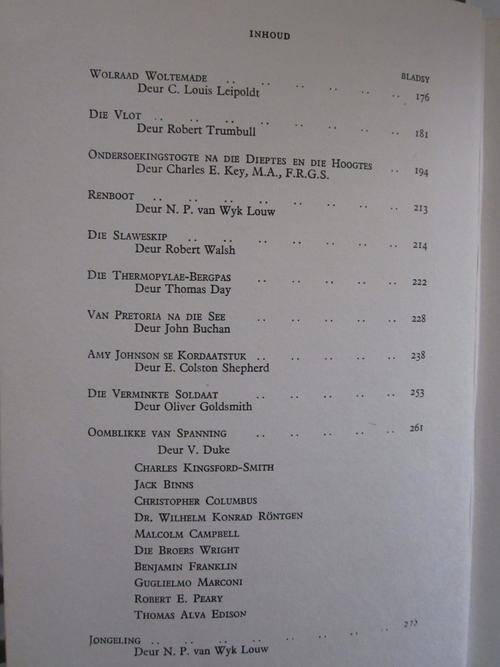 INHOUD
BLADSY
WOLRAAD WOLTEMADE .. .. .. .. .. 176
Deur C. Louis Leipoldt
DIE VLOT .. .. .. .. .. .. .. 181
Deur Robert Trumbull
ONDERSOEKINGSTOGTE NA DIE DIEPTES EN DIE HOOGTES .. 194
Deur Charles E. Key, M.A., F.R.G.S.
RENBOOT .. .. .. .. .. .. .. 213
Deur N. P. van Wyk Louw
DIE SLAWESKIP .. .. .. .. .. .. 214
Deur Robert Walsh
DIE THERMOPYLAE-BERGPAS .. .. .. .. 222
Deur Thomas Day
VAN PRETORIA NA DIE SEE .. .. .. .. 228
Deur John Buchan
AMY JOHNSON SE KORDAATSTUK .. .. .. .. 238
Deur E. Colston Shepherd
DIE VERMINKTE SOLDAAT .. .. .. .. 253
Deur Oliver Goldsmith
OOMBLIKKE VAN SPANNING .. .. .. .. 261
Deur V. Duke
CHARLES KINGSFORD-SMITH
JACK BINNS
CHRISTOPHER COLUMBUS
DR. WILHELM KONRAD RÖNTGEN
MALCOLM CAMPBELL
DIE BROERS WRIGHT
BENJAMIN FRANKLIN
GUGLIELMO MARCONI
ROBERT E. PEARY
THOMAS ALVA EDISON
JONGELING .. .. .. .. .. .. ..
Deur N. P. van Wyk Louw